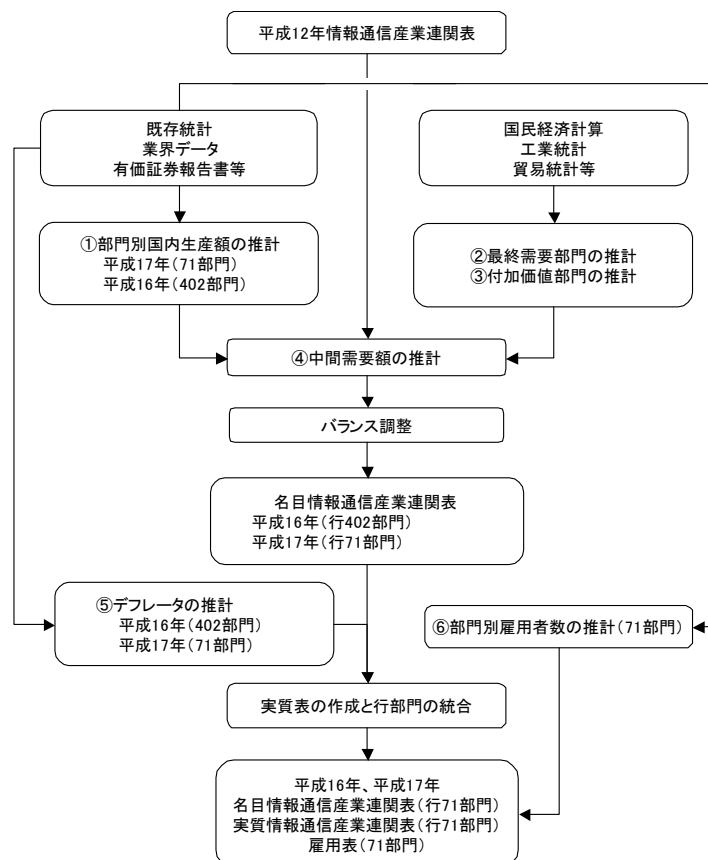 平成12年情報通信産業連関表
既存統計
業界データ
有価証券報告書等
国民経済計算
工業統計
貿易統計等
①部門別国内生産額の推計
平成17年（71部門）
平成16年（402部門）
②最終需要部門の推計
③付加価値部門の推計
④中間需要額の推計
バランス調整
名目情報通信産業連関表
平成16年（行402部門）
平成17年（行71部門）
⑤デフレータの推計
平成16年（402部門）
平成17年（71部門）
⑥部門別雇用者数の推計（71部門）
実質表の作成と行部門の統合
平成16年、平成17年
名目情報通信産業連関表（行71部門）
実質情報通信産業連関表（行71部門）
雇用表（71部門）